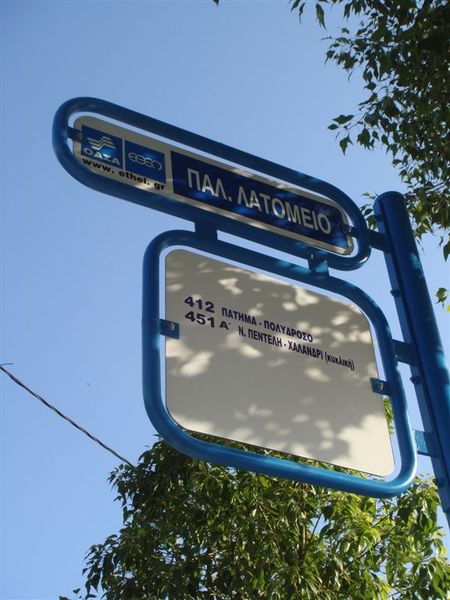 ΟΑΣΑ
ΕΘΕΛ
www. ethel. gr
ΠΑΛ. ΛΑΤΟΜΕΙΟ
412 ΠΑΤΗΜΑ - ΠΟΛΥΔΡΟΣΟ
451 Α΄ Ν. ΠΕΝΤΕΛΗ - ΧΑΛΑΝΔΡΙ (κυκλική)